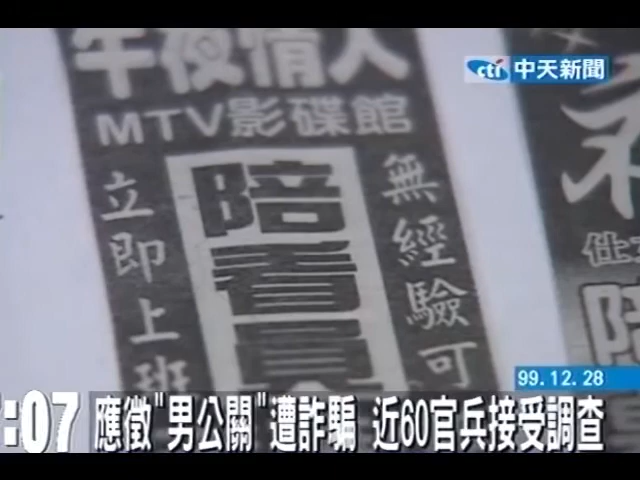 午夜情人
cti 中天新聞
MTV影碟館
立即上班
陪看員
無經驗可
99.12.28
:07 應徵"男公關"遭詐騙 近60官兵接受調查